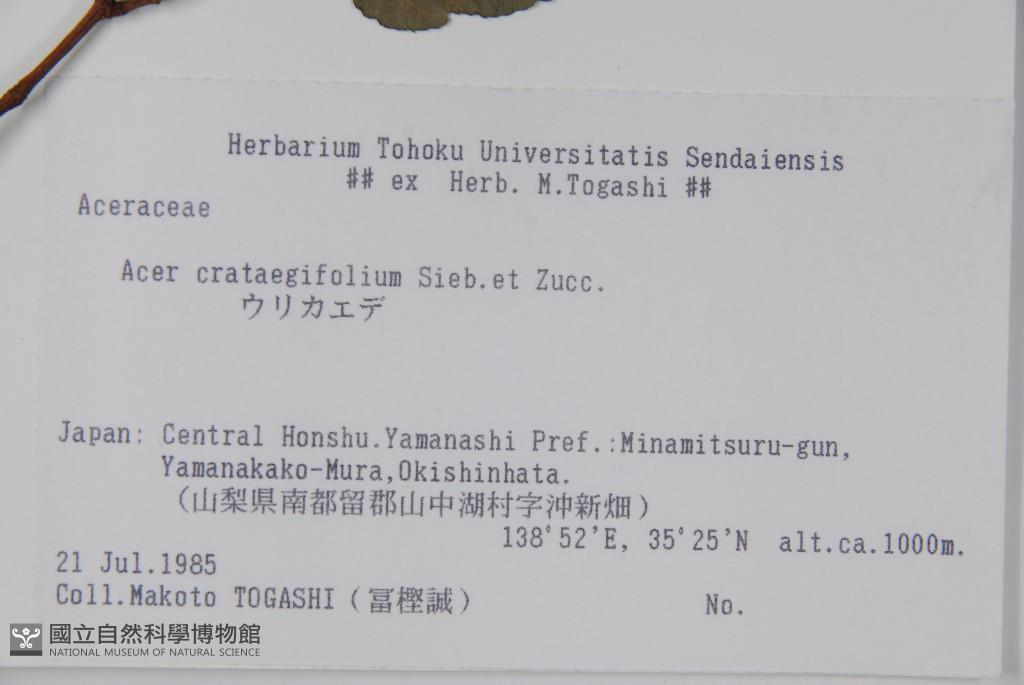 Herbarium Tohoku Universitatis Sendaiensis
## ex Herb. M.Togashi ##
Aceraceae
Acer crataegifolium Sieb.et Zucc.
ウリカエデ
Japan: Central Honshu.Yamanashi Pref.:Minamitsuru-gun,
Yamanakako-Mura,Okishinhata.
(山梨県南都留郡山中湖村字沖新畑)
138°52'E, 35°25'N alt.ca.1000m.
21 Jul.1985
Coll.Makoto TOGASHI(冨樫誠)
No.
國立自然科學博物館
NATIONAL MUSEUM OF NATURAL SCIENCE